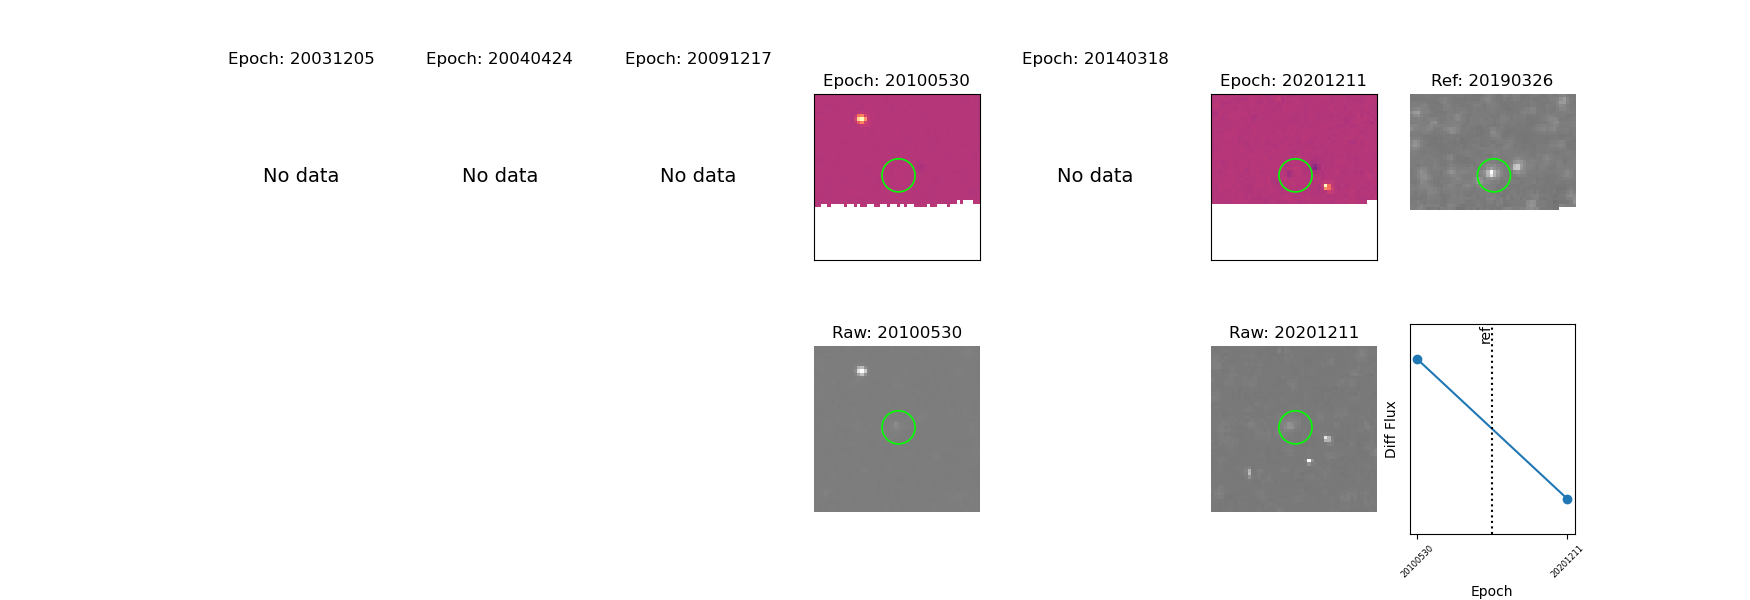 Epoch: 20031205
Epoch: 20040424
Epoch: 20091217
Epoch: 20100530
Epoch: 20140318
Epoch: 20201211
Ref: 20190326
No data
No data
No data
No data
Raw: 20100530
Raw: 20201211
ref
Diff Flux
20100530
20201211
Epoch